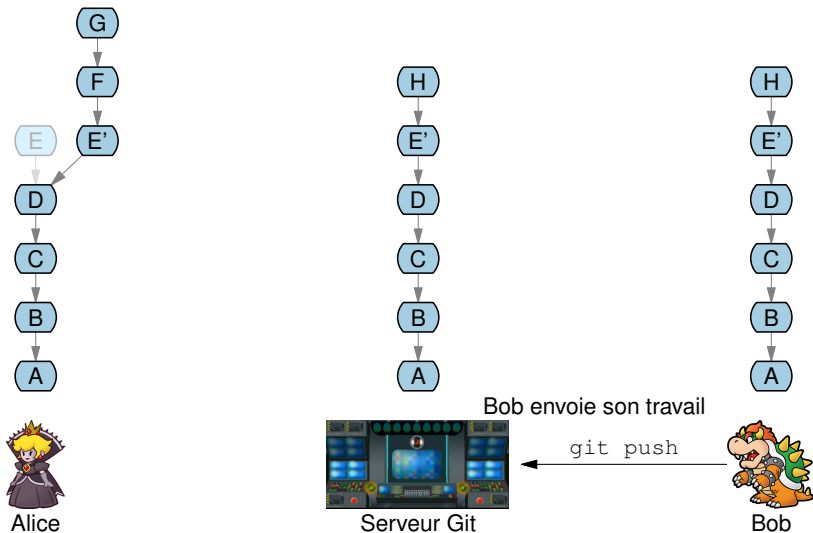 G
F H H
E E' E' E'
D D D
C C C
B B B
A A A
Bob envoie son travail
git push
Alice Serveur Git Bob